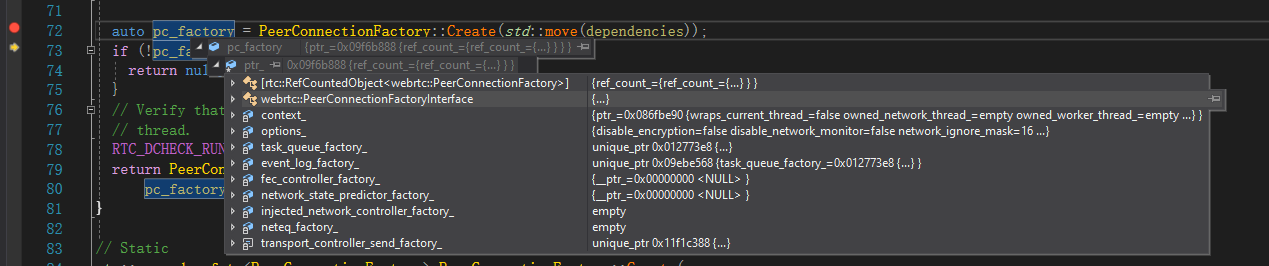 71
72 auto pc_factory = PeerConnectionFactory::Create(std::move(dependencies));
73 if (!pc_fa
pc_factory {ptr_=0x09f6b888 {ref_count_={ref_count_={...} } } }
74 return nul
ptr_ 0x09f6b888 {ref_count_={ref_count_={...} } }
75 }
[rtc::RefCountedObject<webrtc::PeerConnectionFactory>] {ref_count_={ref_count_={...} } }
webrtc::PeerConnectionFactoryInterface {...}
76 // Verify that
context_ {ptr_=0x086fbe90 {wraps_current_thread_=false owned_network_thread_=empty owned_worker_thread_=empty ...} }
77 // thread.
options_ {disable_encryption=false disable_network_monitor=false network_ignore_mask=16 ...}
78 RTC_DCHECK_RUN
task_queue_factory_ unique_ptr 0x012773e8 {...}
79 return PeerConn
event_log_factory_ unique_ptr 0x09ebe568 {task_queue_factory_=0x012773e8 {...} }
fec_controller_factory_ {__ptr_=0x00000000 <NULL> }
80 pc_factory
network_state_predictor_factory_ {__ptr_=0x00000000 <NULL> }
81 }
injected_network_controller_factory_ empty
82
neteq_factory_ empty
83 // Static
transport_controller_send_factory_ unique_ptr 0x11f1c388 {...}